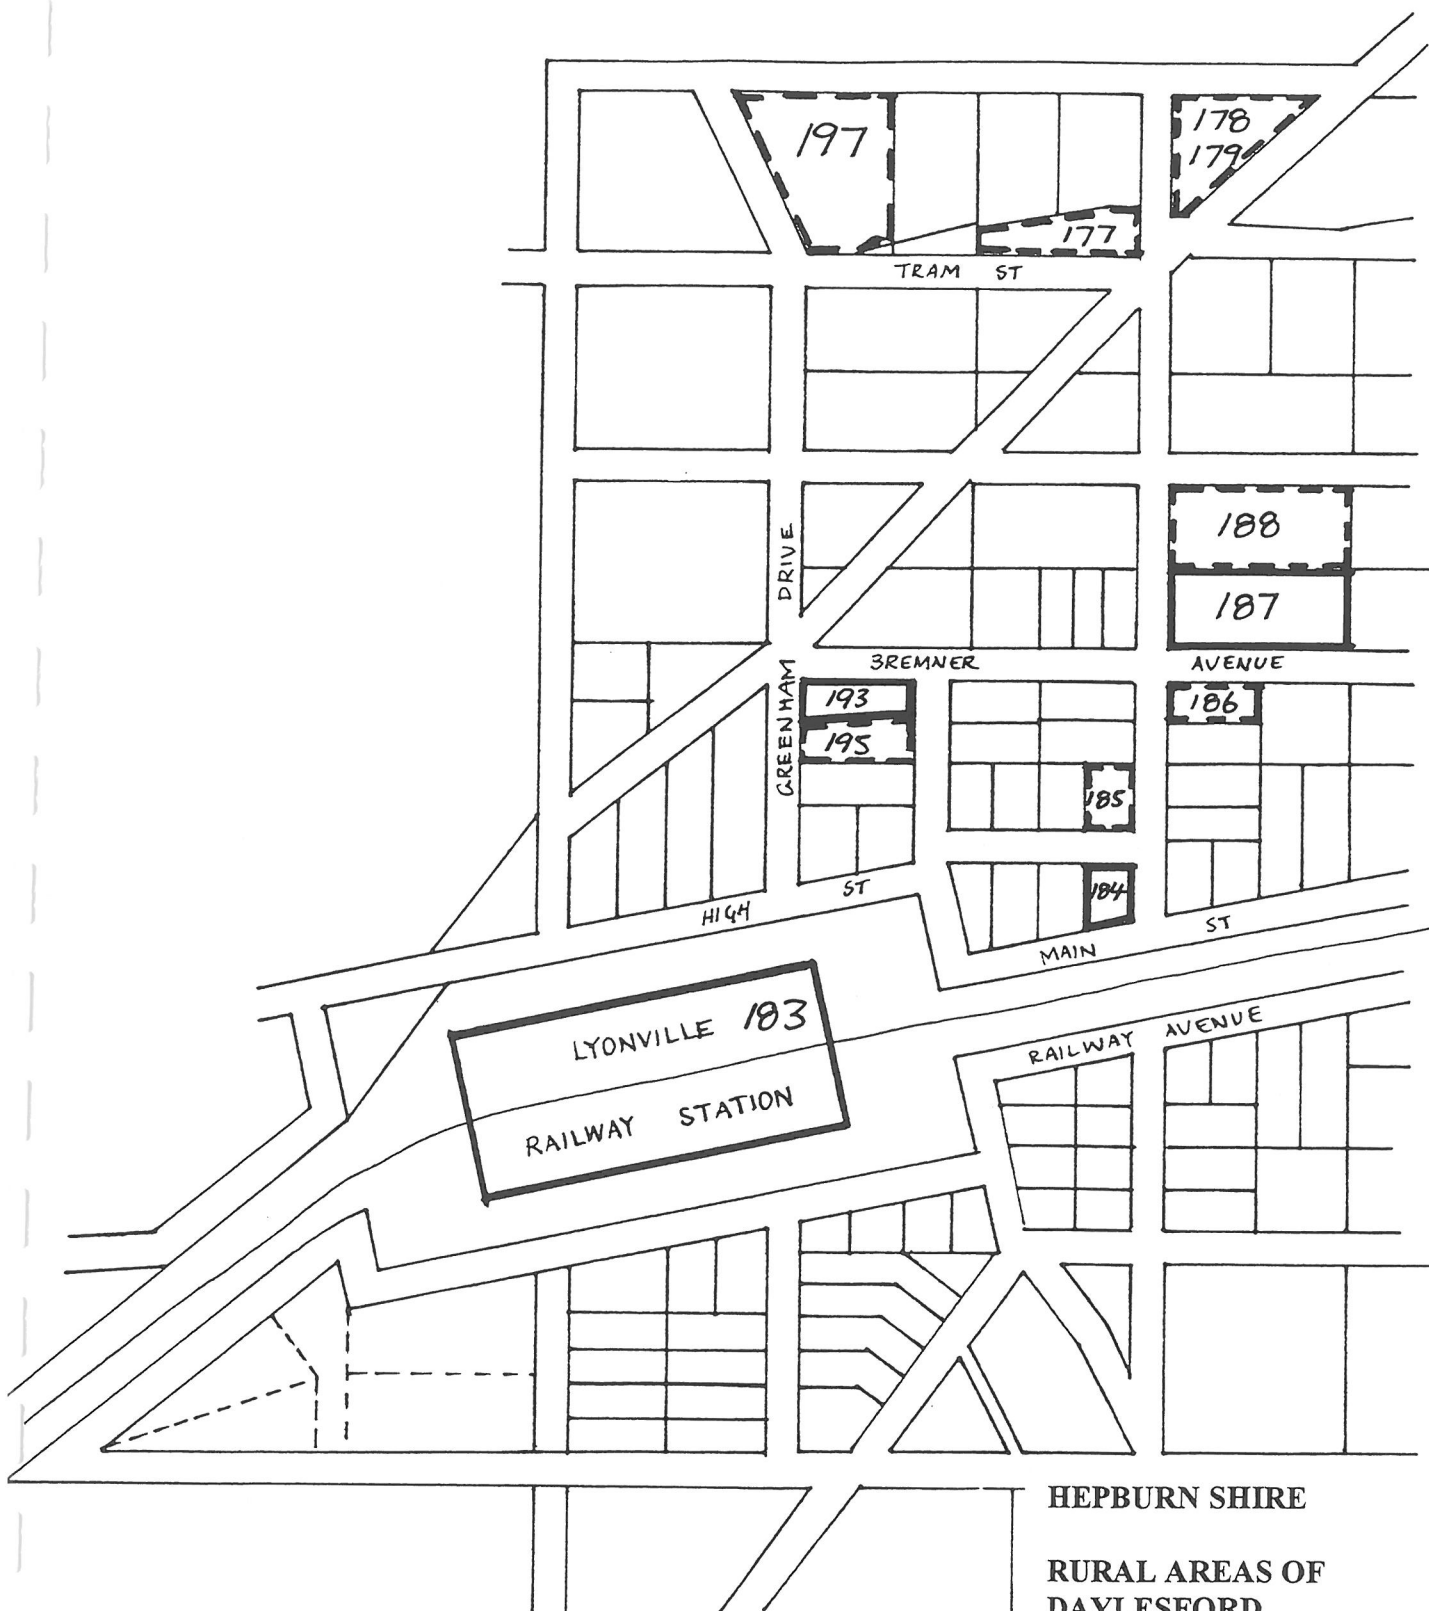 197
178
179
177
TRAM ST
188
187
DRIVE
BREMNER AVENUE
GREENHAM
193
186
195
185
184
HIGH ST
MAIN ST
LYONVILLE 183
RAILWAY AVENUE
RAILWAY STATION
HEPBURN SHIRE
RURAL AREAS OF
DAYLESFORD